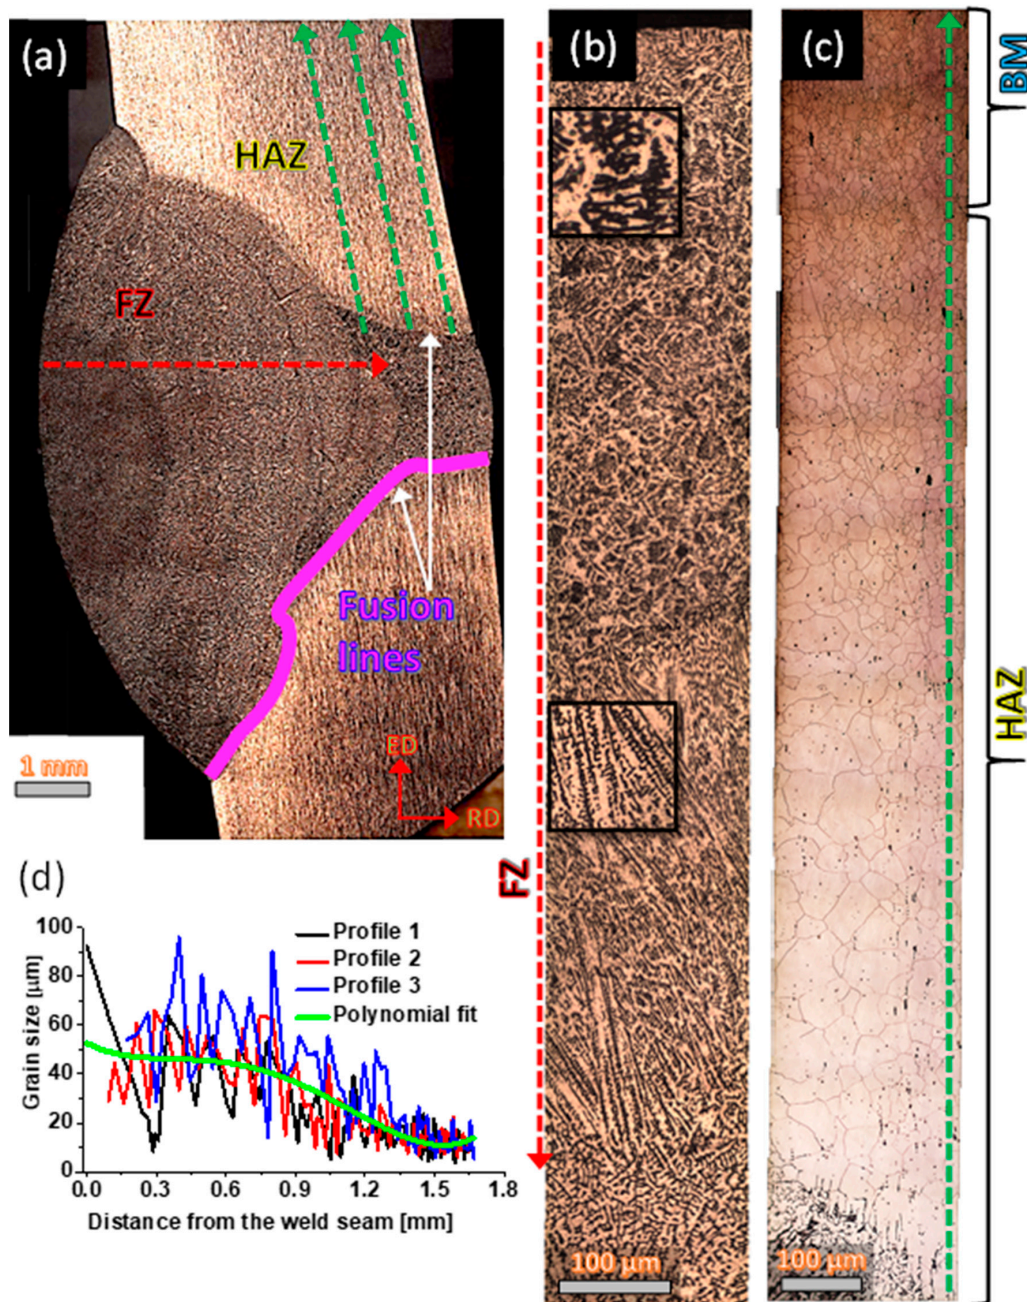 (a)
HAZ
FZ
Fusion
lines
1 mm
ED
RD
(b)
FZ
100 µm
(c)
BM
HAZ
100 µm
(d)
Grain size [µm]
100
80
60
40
20
0
0.0 0.3 0.6 0.9 1.2 1.5 1.8
Distance from the weld seam [mm]
Profile 1
Profile 2
Profile 3
Polynomial fit